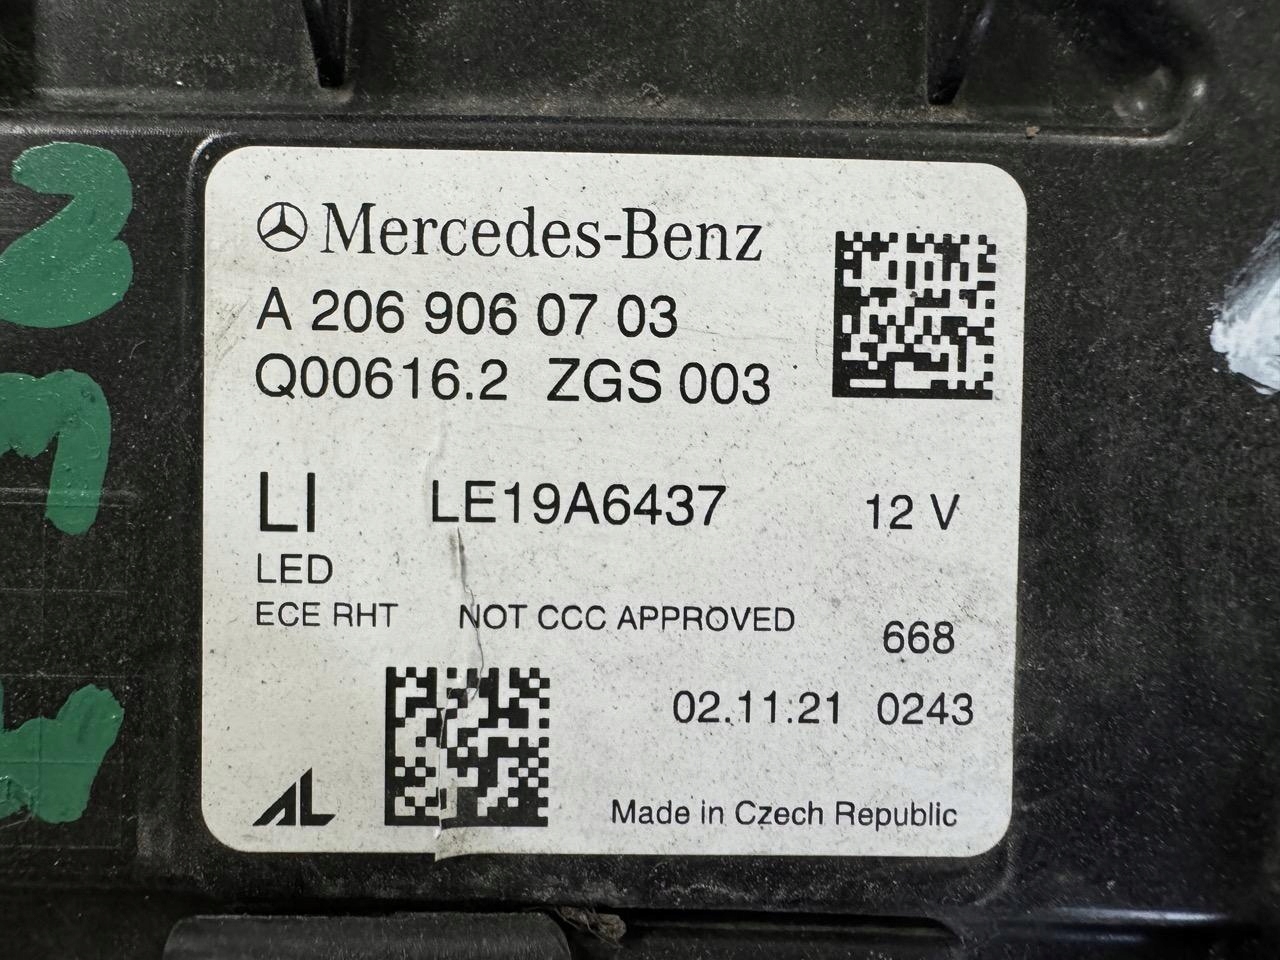 Mercedes-Benz
A 206 906 07 03
Q00616.2 ZGS 003
LI LE19A6437 12 V
LED
ECE RHT NOT CCC APPROVED
668
02.11.21 0243
AL
Made in Czech Republic